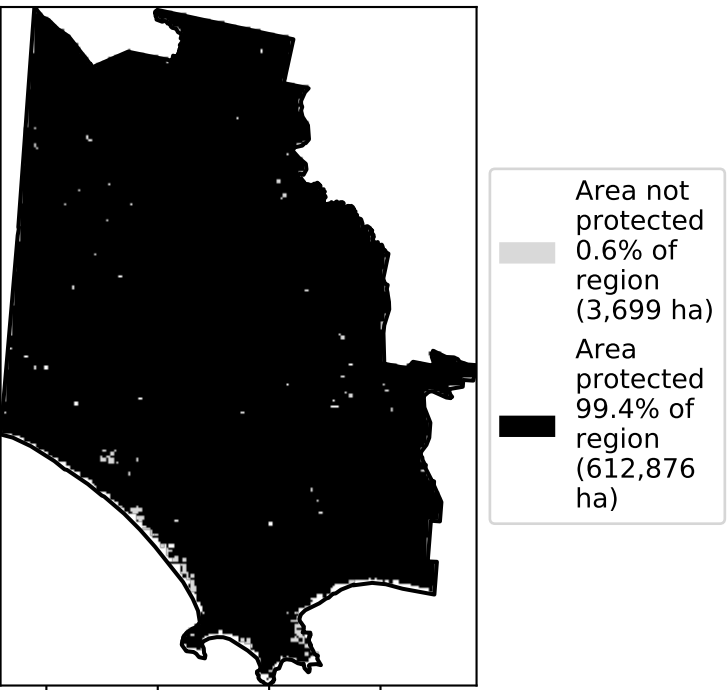 Area not
protected
0.6% of
region
(3,699 ha)
Area
protected
99.4% of
region
(612,876
ha)